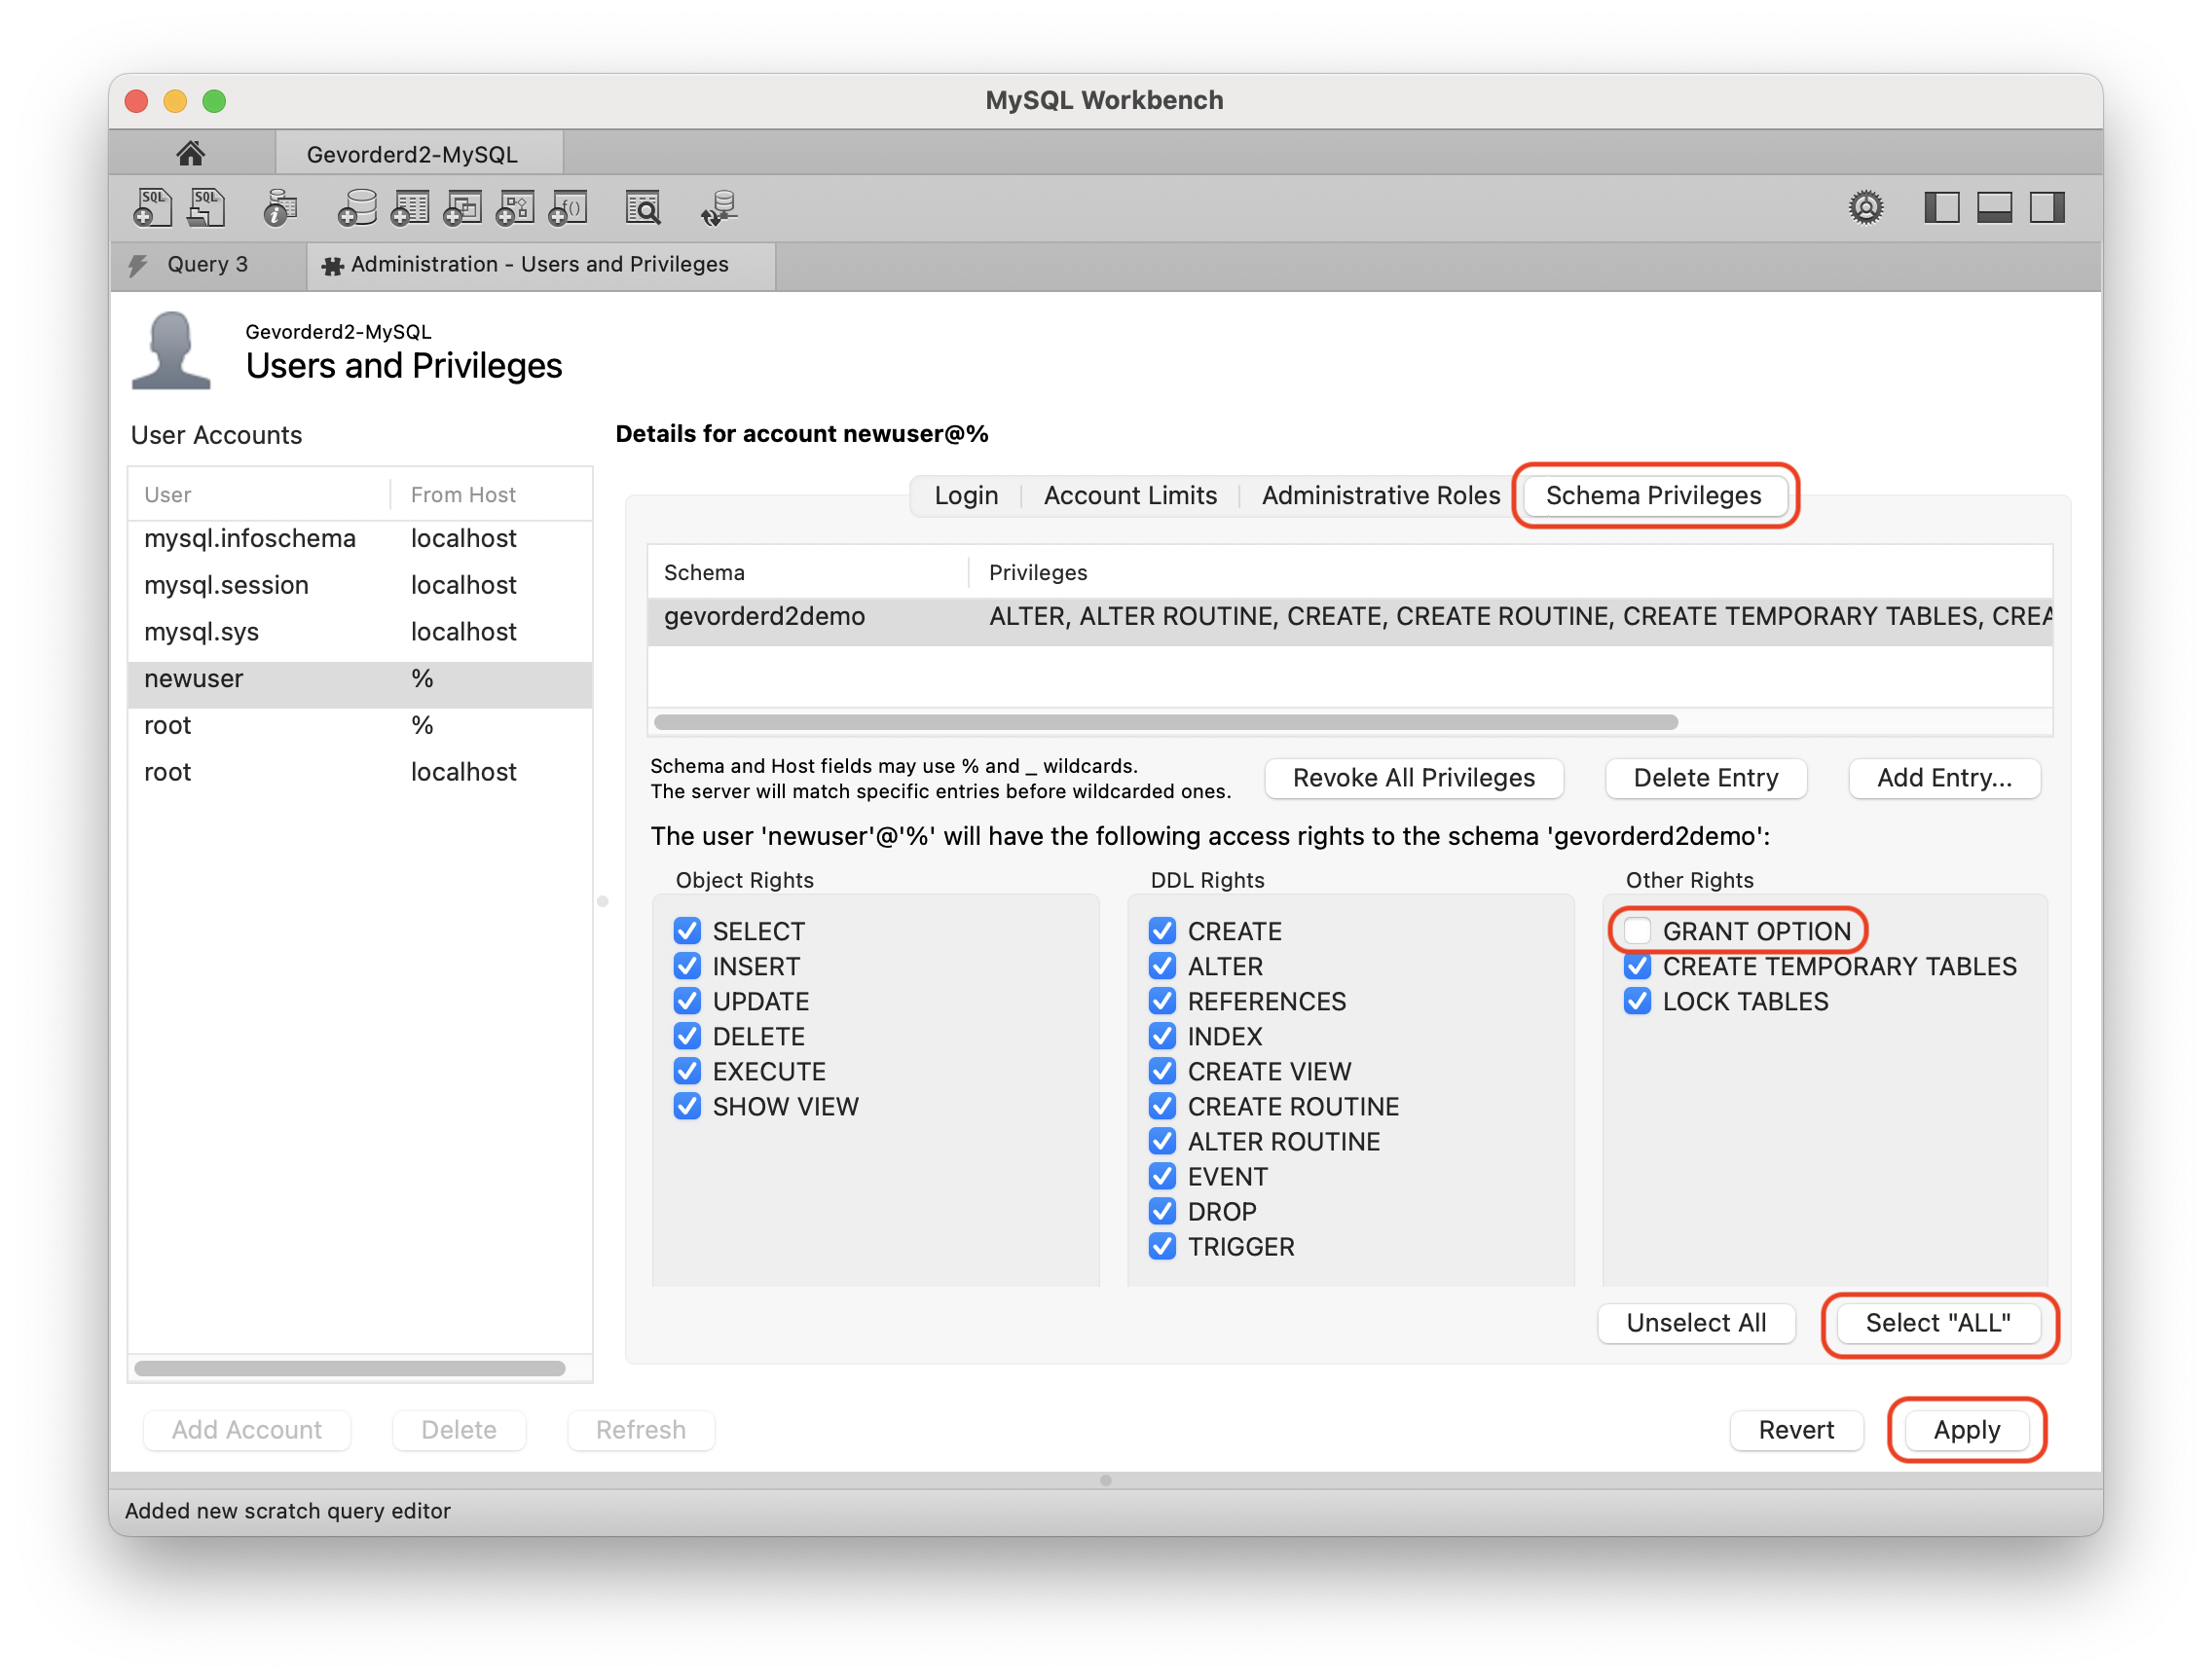 MySQL Workbench
Gevorderd2-MySQL
SQL SQL i f()
Query 3 Administration - Users and Privileges
Gevorderd2-MySQL
Users and Privileges
User Accounts
Details for account newuser@%
Login Account Limits Administrative Roles Schema Privileges
User From Host
mysql.infoschema localhost
mysql.session localhost
mysql.sys localhost
newuser %
root %
root localhost
Schema Privileges
gevorderd2demo ALTER, ALTER ROUTINE, CREATE, CREATE ROUTINE, CREATE TEMPORARY TABLES, CREA
Schema and Host fields may use % and _ wildcards.
The server will match specific entries before wildcarded ones.
Revoke All Privileges Delete Entry Add Entry...
The user 'newuser'@'%' will have the following access rights to the schema 'gevorderd2demo':
Object Rights
SELECT
INSERT
UPDATE
DELETE
EXECUTE
SHOW VIEW
DDL Rights
CREATE
ALTER
REFERENCES
INDEX
CREATE VIEW
CREATE ROUTINE
ALTER ROUTINE
EVENT
DROP
TRIGGER
Other Rights
GRANT OPTION
CREATE TEMPORARY TABLES
LOCK TABLES
Unselect All Select "ALL"
Add Account Delete Refresh Revert Apply
Added new scratch query editor